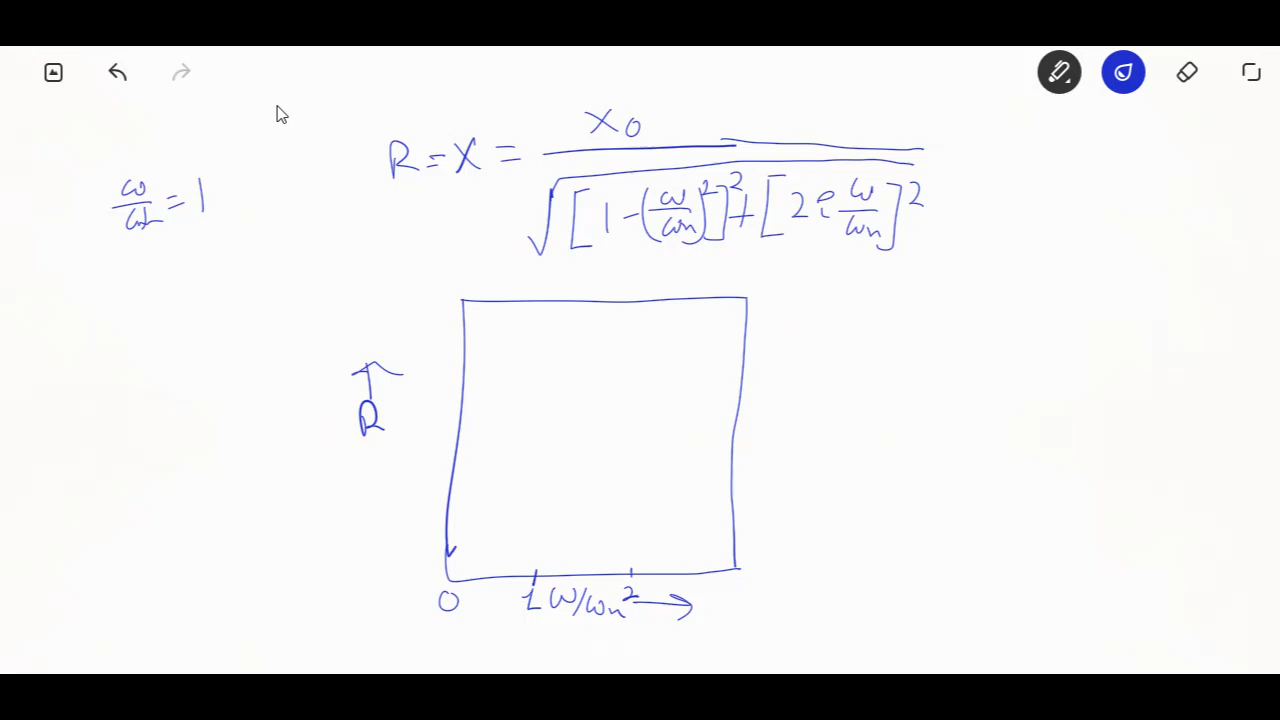 R = X = X0 / √([1 - (ω/ωn)²]² + [2ξ ω/ωn]²)
ω/ωn = 1
R
0 1 ω/ωn 2